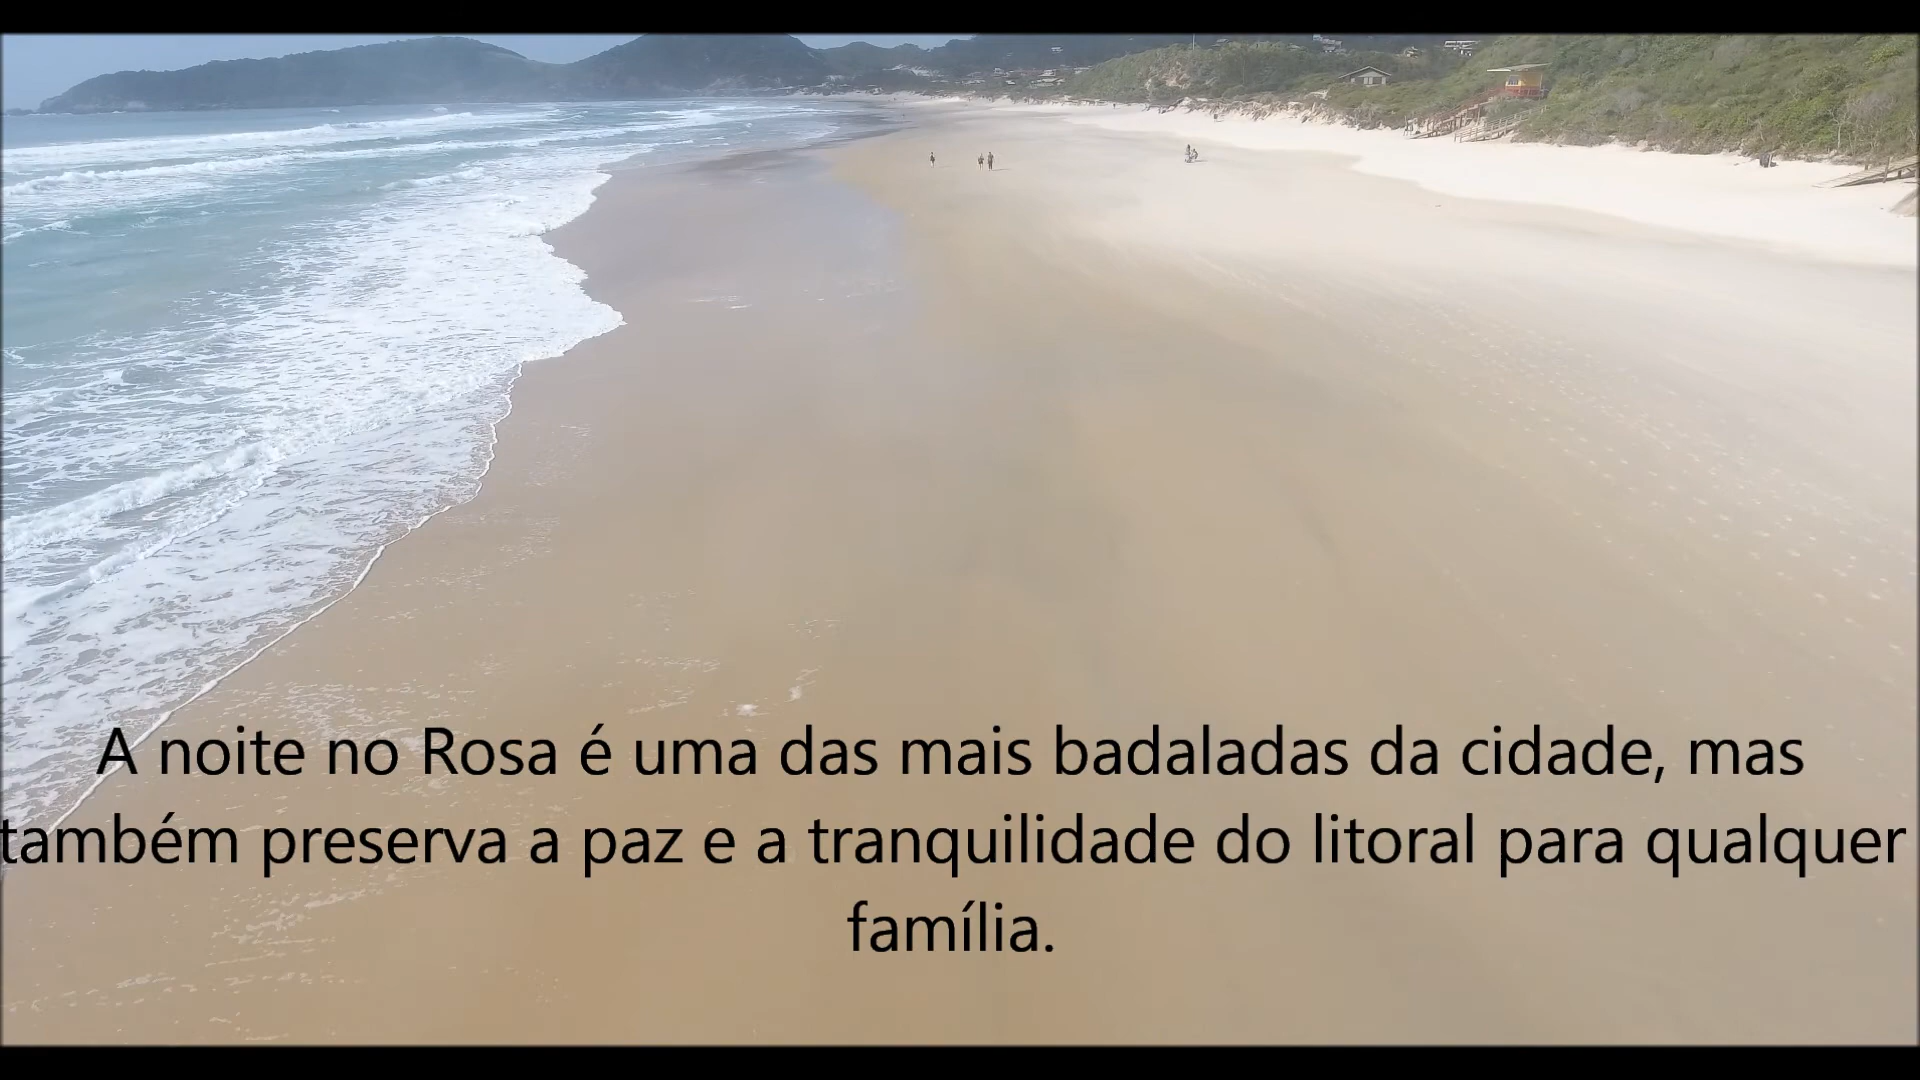 A noite no Rosa é uma das mais badaladas da cidade, mas
também preserva a paz e a tranquilidade do litoral para qualquer
família.